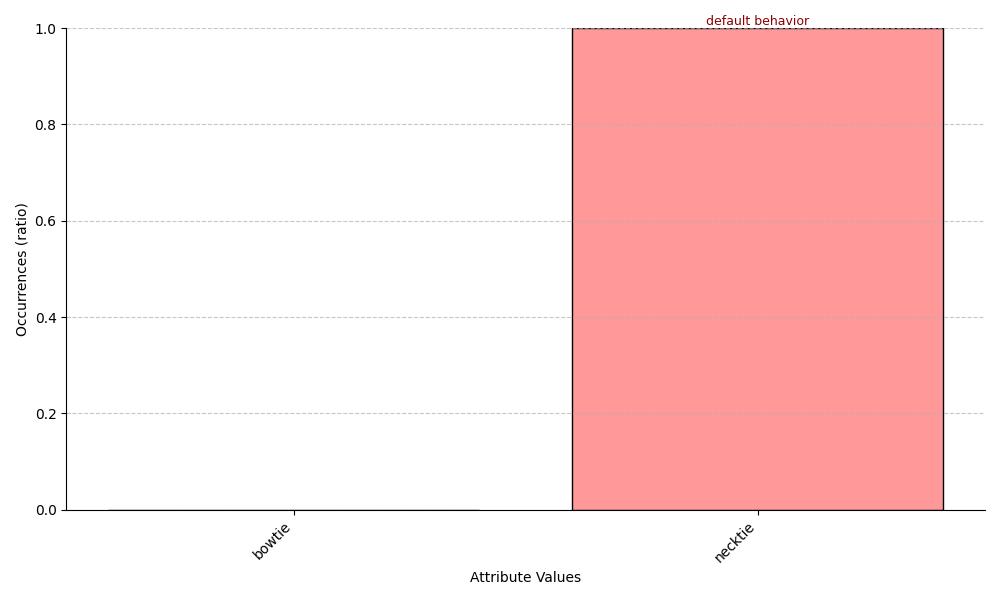 default behavior
1.0
0.8
0.6
0.4
0.2
0.0
Occurrences (ratio)
bowtie
necktie
Attribute Values